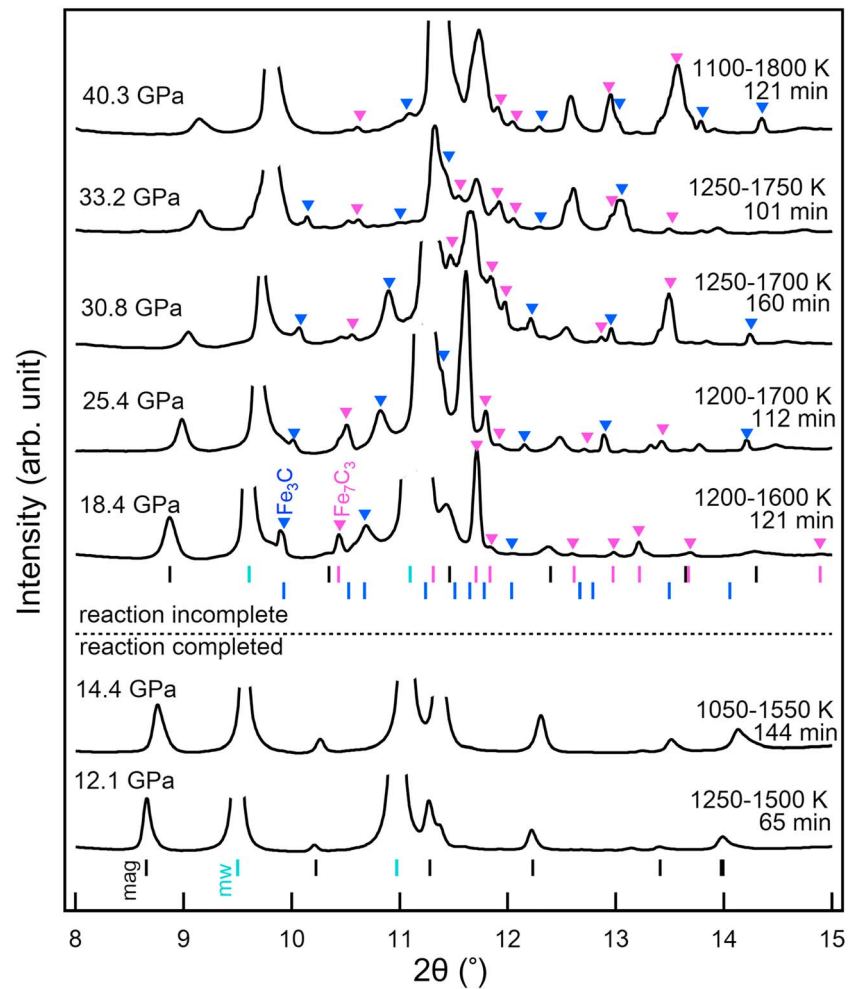 40.3 GPa
1100-1800 K
121 min
33.2 GPa
1250-1750 K
101 min
30.8 GPa
1250-1700 K
160 min
25.4 GPa
1200-1700 K
112 min
18.4 GPa
Fe3C
Fe7C3
1200-1600 K
121 min
reaction incomplete
reaction completed
14.4 GPa
1050-1550 K
144 min
12.1 GPa
1250-1500 K
65 min
mag
mw
8 9 10 11 12 13 14 15
2θ (°)
Intensity (arb. unit)